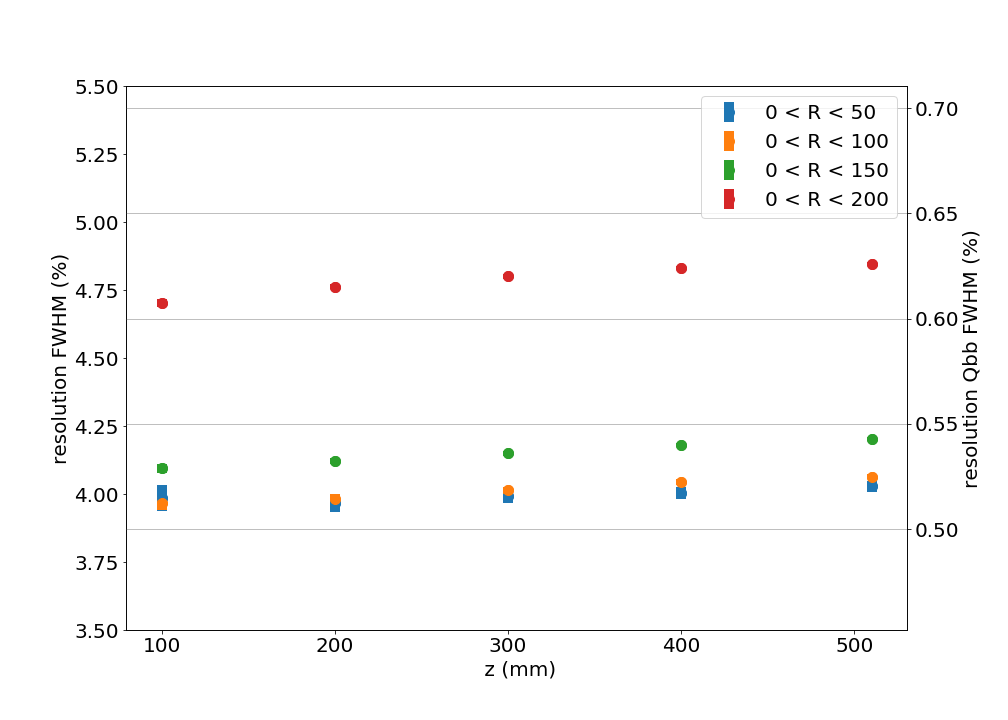 5.50
5.25
5.00
4.75
4.50
4.25
4.00
3.75
3.50
resolution FWHM (%)
0 < R < 50
0 < R < 100
0 < R < 150
0 < R < 200
0.70
0.65
0.60
0.55
0.50
resolution Qbb FWHM (%)
100 200 300 400 500
z (mm)